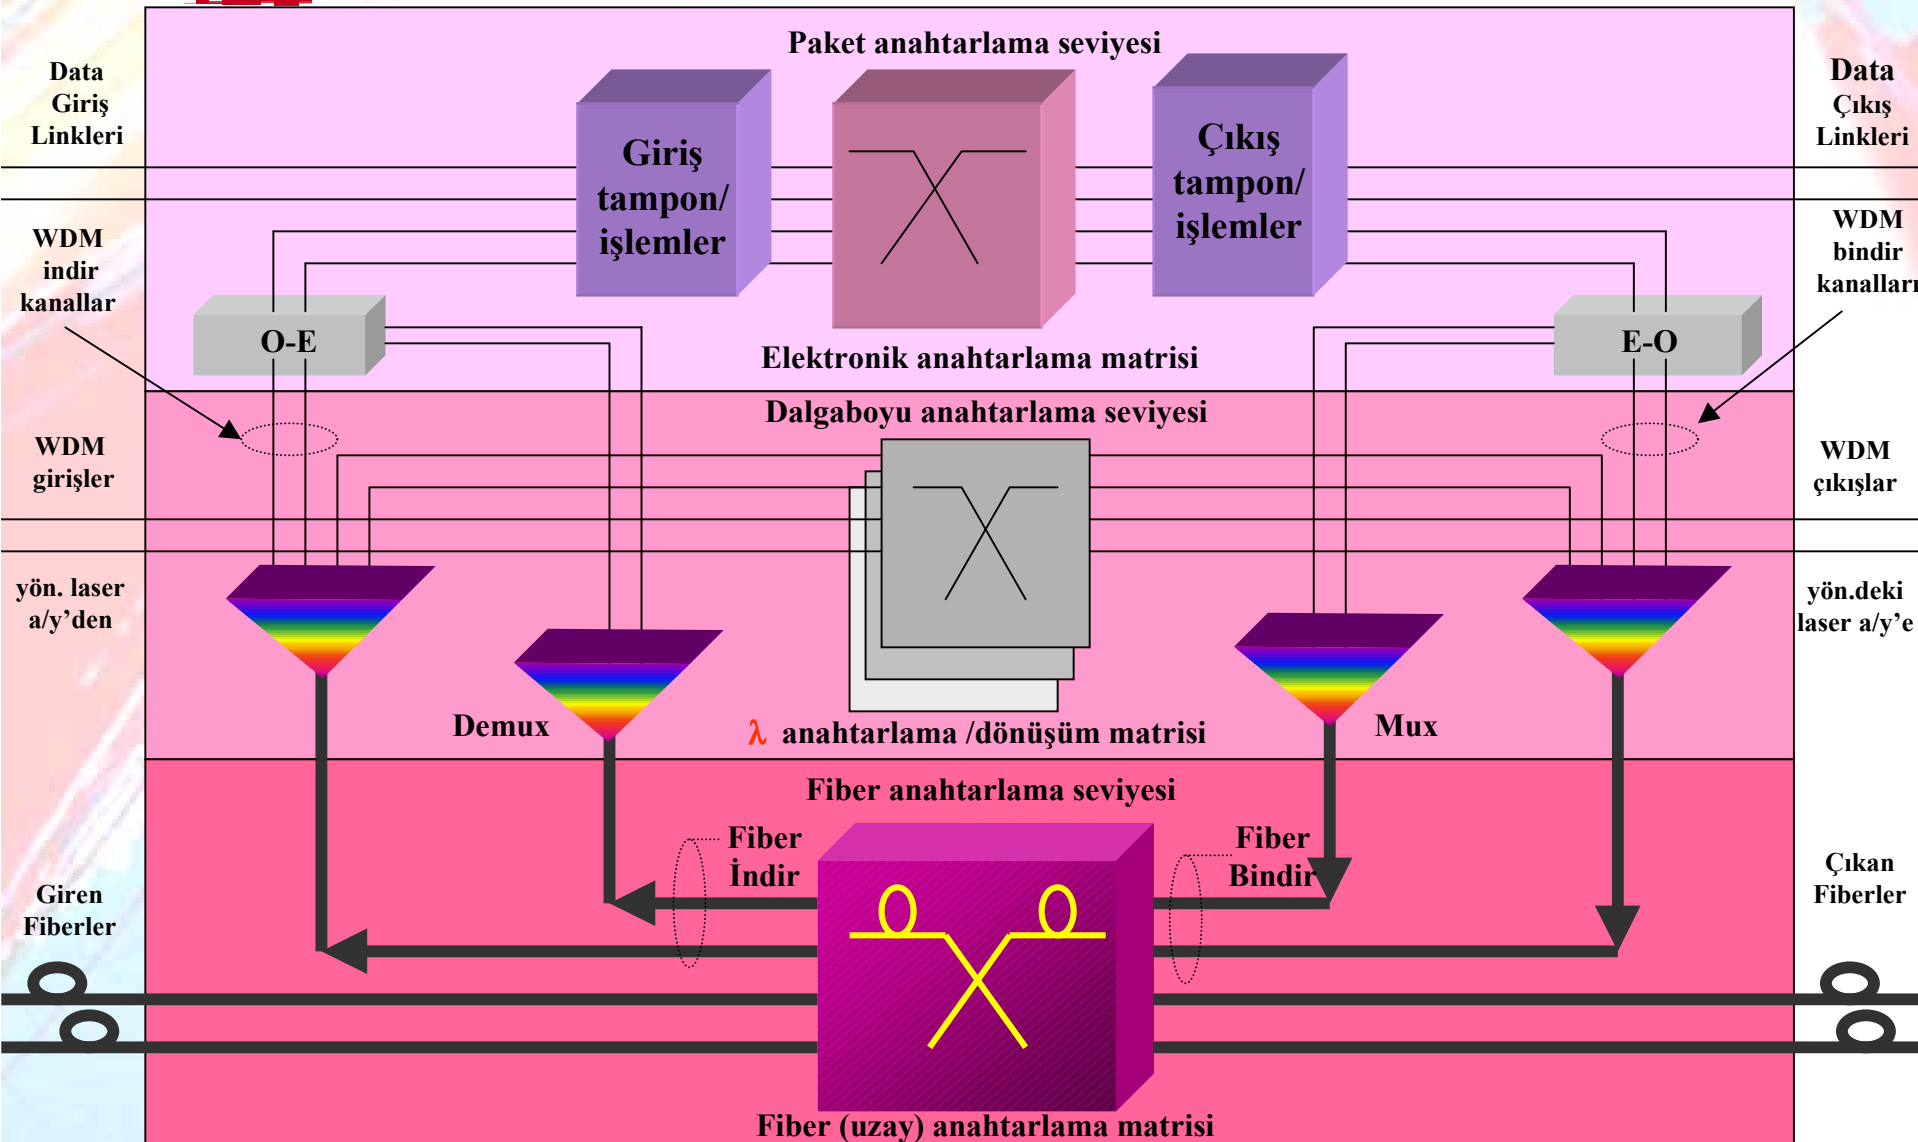 Paket anahtarlama seviyesi
Data
Giriş
Linkleri
Giriş
tampon/
işlemler
Çıkış
tampon/
işlemler
Data
Çıkış
Linkleri
WDM
indir
kanallar
WDM
bindir
kanalları
O-E
E-O
Elektronik anahtarlama matrisi
Dalgaboyu anahtarlama seviyesi
WDM
girişler
WDM
çıkışlar
yön. laser
a/y’den
yön.deki
laser a/y’e
Demux
λ anahtarlama /dönüşüm matrisi
Mux
Fiber anahtarlama seviyesi
Fiber
İndir
Fiber
Bindir
Giren
Fiberler
Çıkan
Fiberler
Fiber (uzay) anahtarlama matrisi